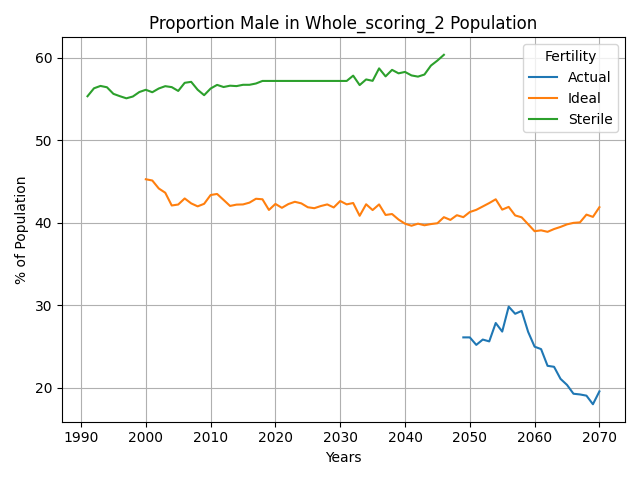 Proportion Male in Whole_scoring_2 Population
Fertility
Actual
Ideal
Sterile
% of Population
60
50
40
30
20
1990 2000 2010 2020 2030 2040 2050 2060 2070
Years